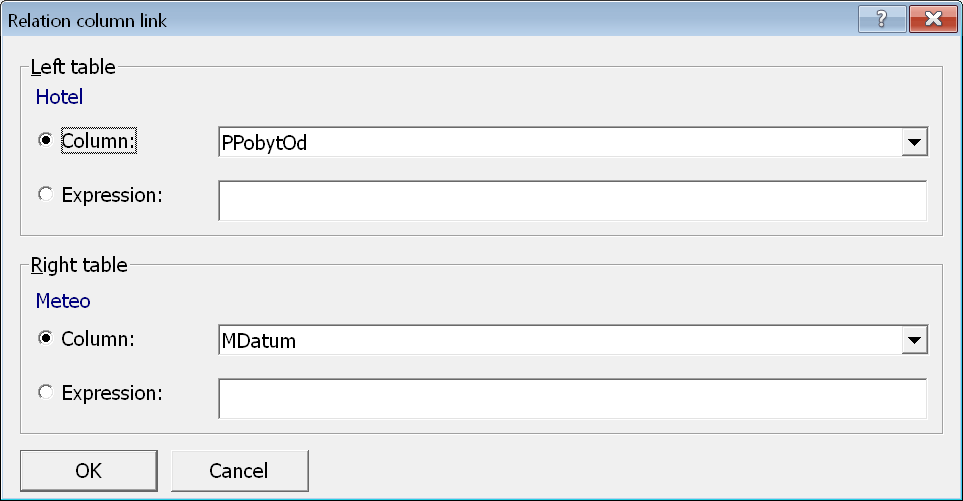 Relation column link
Left table
Hotel
Column: PPobytOd
Expression:
Right table
Meteo
Column: MDatum
Expression:
OK Cancel